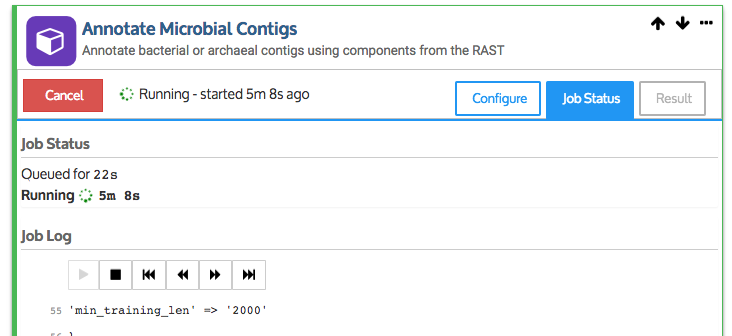 Annotate Microbial Contigs
Annotate bacterial or archaeal contigs using components from the RAST
Cancel Running - started 5m 8s ago Configure Job Status Result
Job Status
Queued for 22s
Running 5m 8s
Job Log
55 'min_training_len' => '2000'